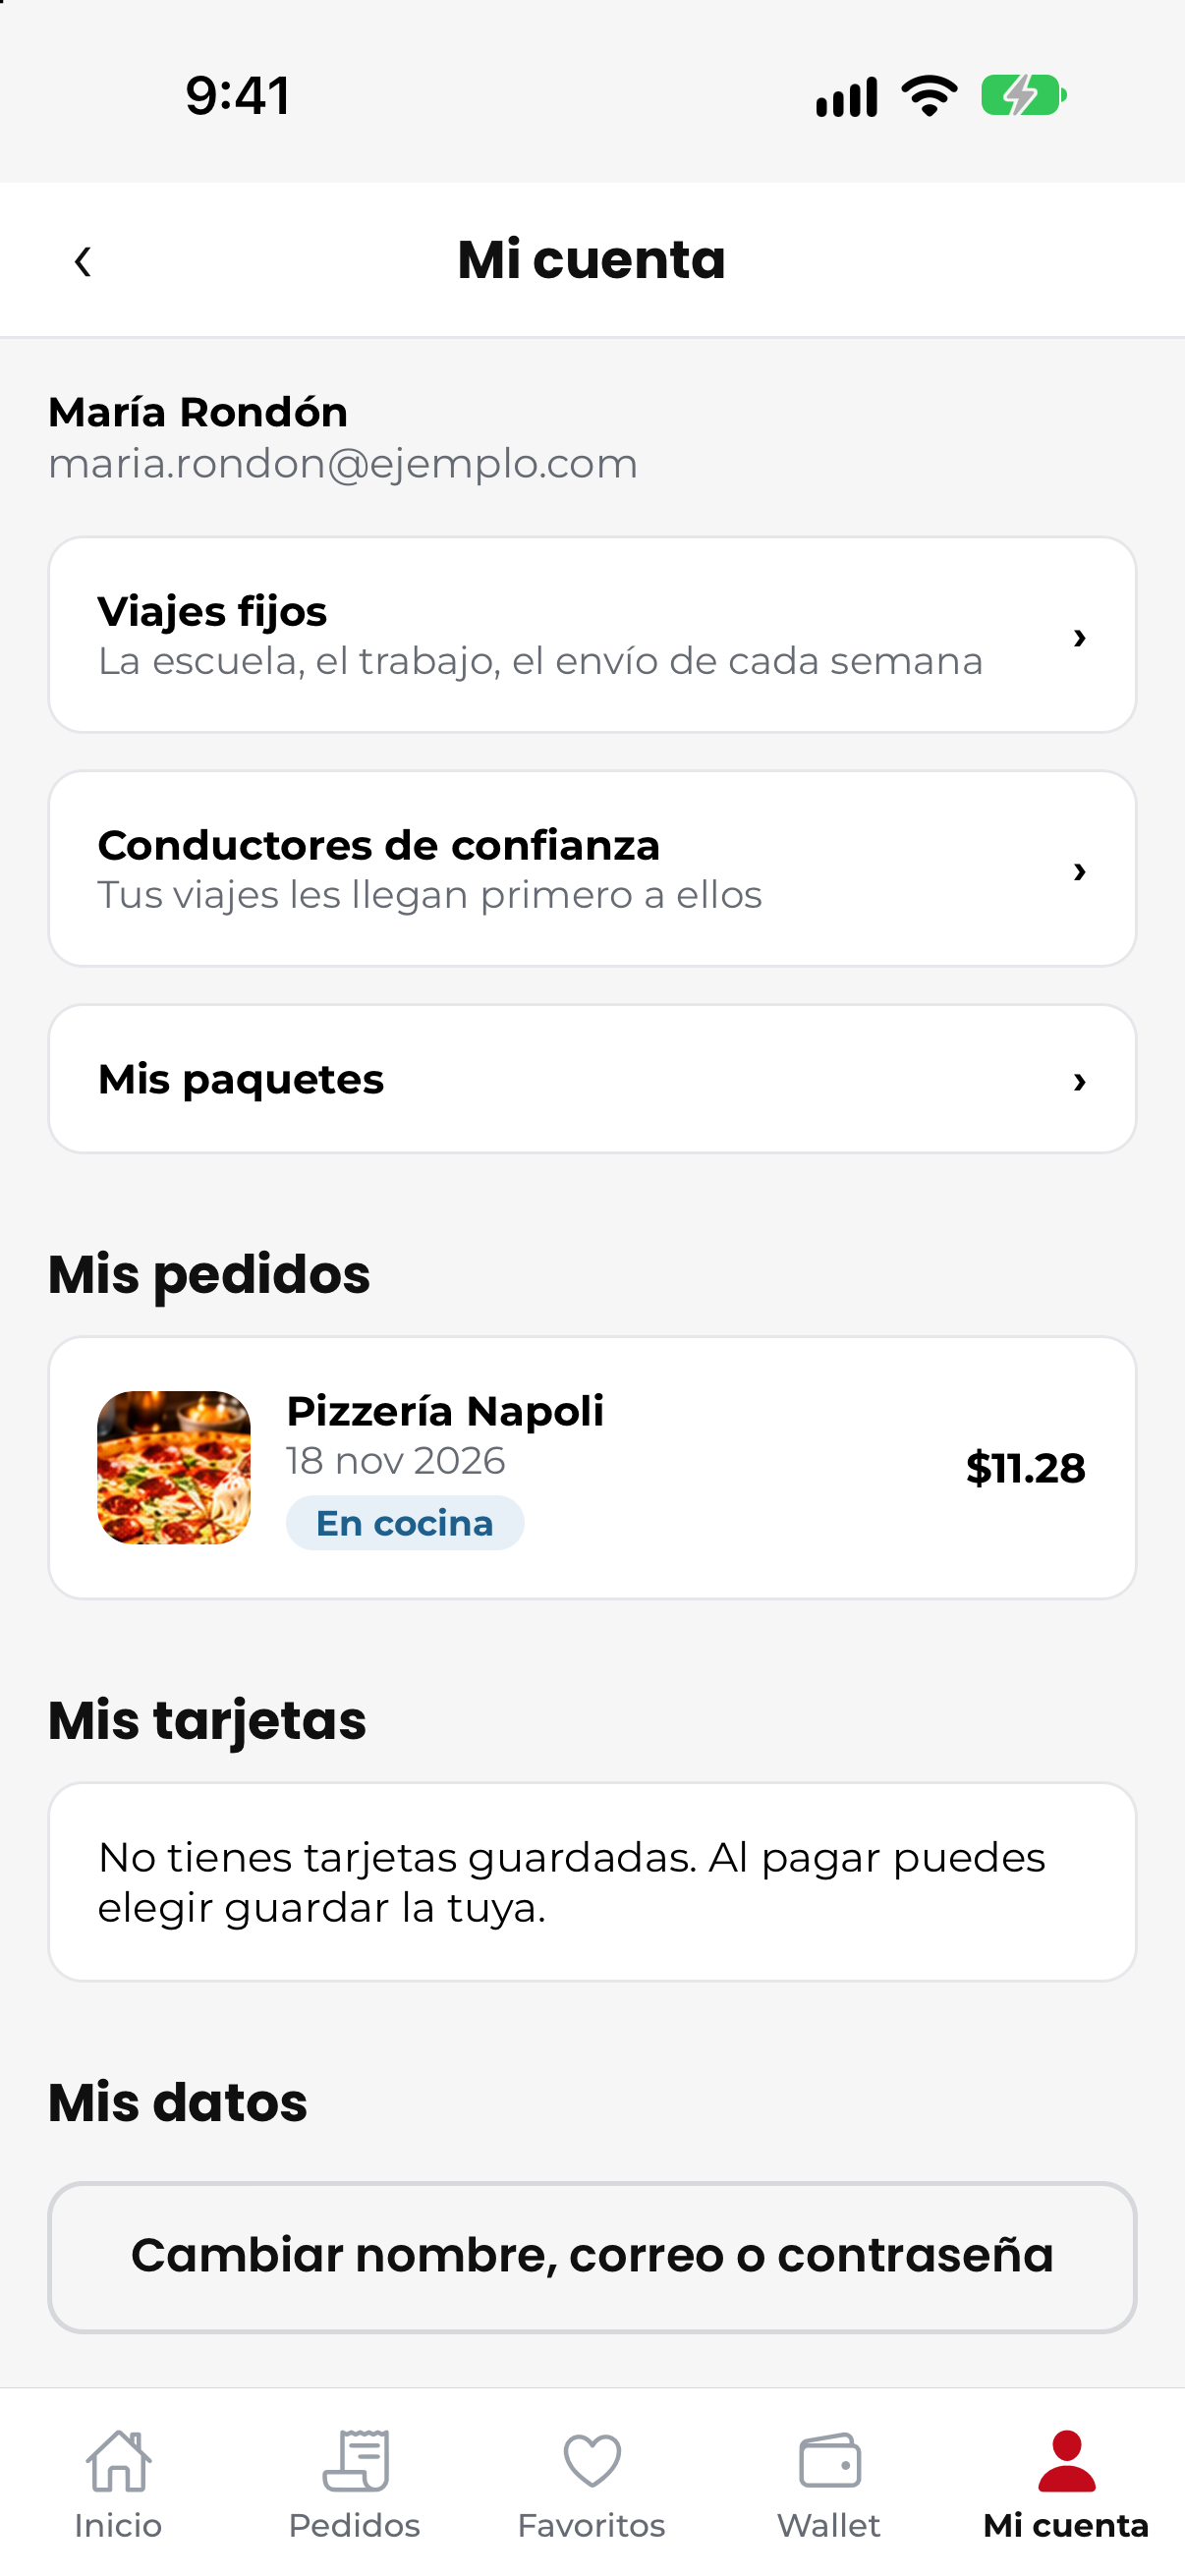 9:41
Mi cuenta
María Rondón
maria.rondon@ejemplo.com
Viajes fijos
La escuela, el trabajo, el envío de cada semana
Conductores de confianza
Tus viajes les llegan primero a ellos
Mis paquetes
Mis pedidos
Pizzería Napoli
18 nov 2026
$11.28
En cocina
Mis tarjetas
No tienes tarjetas guardadas. Al pagar puedes
elegir guardar la tuya.
Mis datos
Cambiar nombre, correo o contraseña
Inicio
Pedidos
Favoritos
Wallet
Mi cuenta